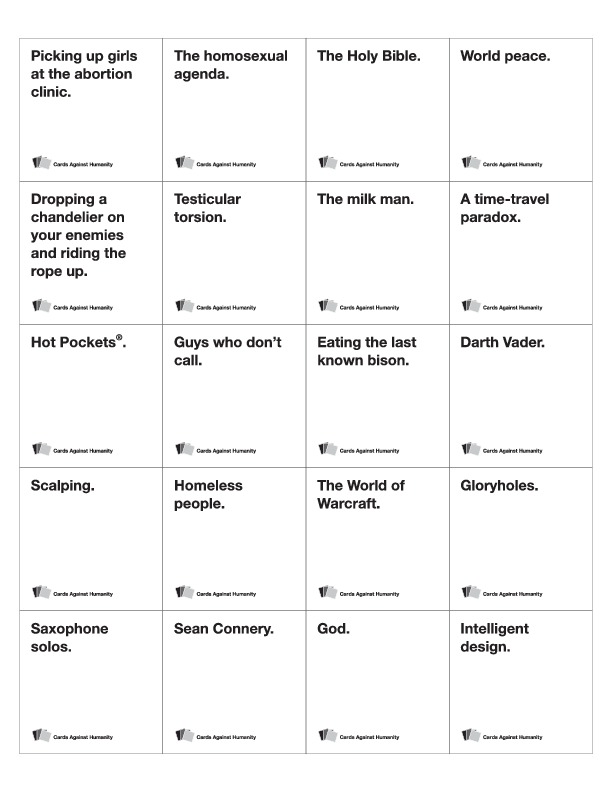 Picking up girls
at the abortion
clinic.
Cards Against Humanity
The homosexual
agenda.
Cards Against Humanity
The Holy Bible.
Cards Against Humanity
World peace.
Cards Against Humanity
Dropping a
chandelier on
your enemies
and riding the
rope up.
Cards Against Humanity
Testicular
torsion.
Cards Against Humanity
The milk man.
Cards Against Humanity
A time-travel
paradox.
Cards Against Humanity
Hot Pockets®.
Cards Against Humanity
Guys who don’t
call.
Cards Against Humanity
Eating the last
known bison.
Cards Against Humanity
Darth Vader.
Cards Against Humanity
Scalping.
Cards Against Humanity
Homeless
people.
Cards Against Humanity
The World of
Warcraft.
Cards Against Humanity
Gloryholes.
Cards Against Humanity
Saxophone
solos.
Cards Against Humanity
Sean Connery.
Cards Against Humanity
God.
Cards Against Humanity
Intelligent
design.
Cards Against Humanity